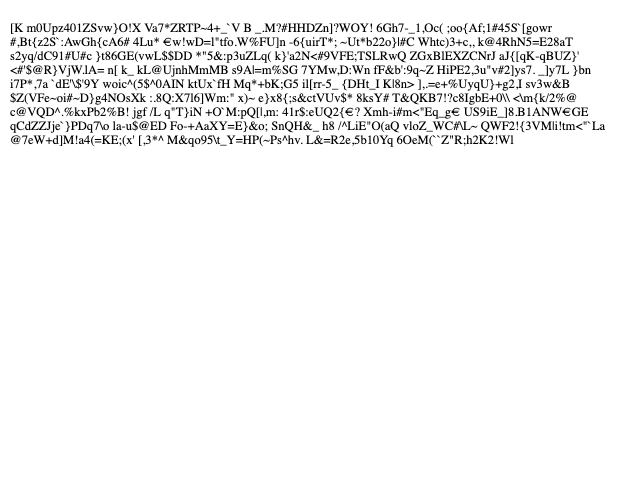 [K m0Upz401ZSvw}O!X Va7*ZRTP~4+_`V B _.M?#HHDZn]?WOY! 6Gh7-_1,Oc( ;oo{Af;1#45S`[gowr
#,Bt{z2S`:AwGh{cA6# 4Lu* €w!wD=l"tfo.W%FU]n -6{uirT*; ~Ut*b22o}l#C Whtc)3+c,, k@4RhN5=E28aT
s2yq/dC91#U#c }t86GE(vwL$$DD *"5&:p3uZLq( k}'a2N<#9VFE;TSLRwQ ZGxBlEXZCNrJ aJ{[qK-qBUZ}'
<#'$@R}VjW.lA= n[ k_ kL@UjnhMmMB s9Al=m%SG 7YMw,D:Wn fF&b':9q~Z HiPE2,3u"v#2]ys7. _]y7L }bn
i7P*,7a `dE'\$'9Y woic^(5$^0AIN ktUx`fH Mq*+bK;G5 il[rr-5_ {DHt_I Kl8n> ],.=e+%UyqU}+g2,I sv3w&B
$Z(VFe~oi#~D}g4NOsXk :.8Q:X7l6]Wm:" x)~ e}x8{;s&ctVUv$* 8ksY# T&QKB7!?c8IgbE+0\\ <\m{k/2%@
c@VQD^.%kxPb2%B! jgf /L q"T}iN +O`M:pQ[l,m: 41r$:eUQ2{€? Xmh-i#m<"Eq_g€ US9iE_]8.B1ANW€GE
qCdZZJje`}PDq7\o la-u$@ED Fo-+AaXY=E}&o; SnQH&_ h8 /^LiE"O(aQ vloZ_WC#\L~ QWF2!{3VM|i!tm<"`La
@7eW+d]M!a4(=KE;(x' [,3*^ M&qo95\t_Y=HP(~Ps^hv. L&=R2e,5b10Yq 6OeM(``Z"R;h2K2!Wl